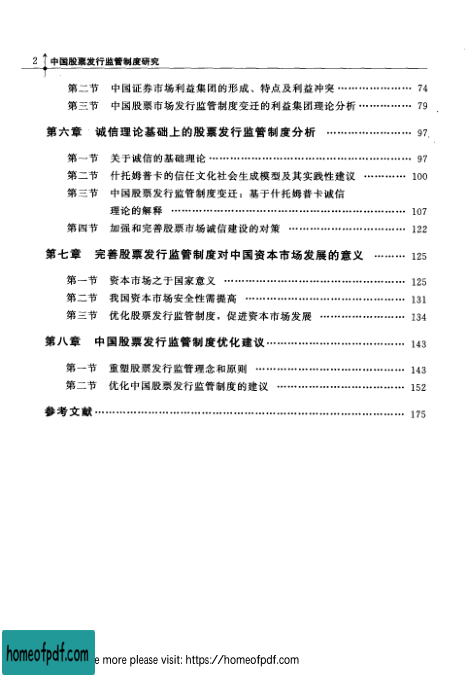 2 中国股票发行监管制度研究
第二节 中国证券市场利益集团的形成、特点及利益冲突 ………………… 74
第三节 中国股票市场发行监管制度变迁的利益集团理论分析 …………… 79
第六章 诚信理论基础上的股票发行监管制度分析 …………………… 97
第一节 关于诚信的基础理论 ……………………………………………… 97
第二节 什托姆普卡的信任文化社会生成模型及其实践性建议 ………… 100
第三节 中国股票发行监管制度变迁：基于什托姆普卡诚信
理论的解释 ……………………………………………………… 107
第四节 加强和完善股票市场诚信建设的对策 …………………………… 122
第七章 完善股票发行监管制度对中国资本市场发展的意义 ……… 125
第一节 资本市场之于国家意义 …………………………………………… 125
第二节 我国资本市场安全性需提高 ……………………………………… 131
第三节 优化股票发行监管制度，促进资本市场发展 …………………… 134
第八章 中国股票发行监管制度优化建议 ……………………………… 143
第一节 重塑股票发行监管理念和原则 …………………………………… 143
第二节 优化中国股票发行监管制度的建议 ……………………………… 152
参考文献 ………………………………………………………………………… 175
homeofpdf.com
e more please visit: https://homeofpdf.com